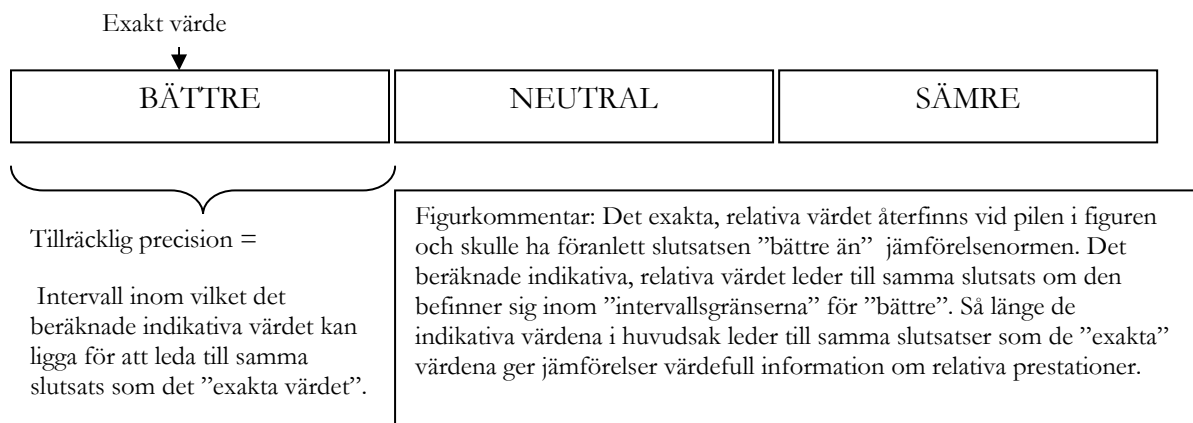 Exakt värde
BÄTTRE
NEUTRAL
SÄMRE
Tillräcklig precision =
Intervall inom vilket det
beräknade indikativa värdet kan
ligga för att leda till samma
slutsats som det ”exakta värdet”.
Figurkommentar: Det exakta, relativa värdet återfinns vid pilen i figuren
och skulle ha föranlett slutsatsen ”bättre än” jämförelsenormen. Det
beräknade indikativa, relativa värdet leder till samma slutsats om den
befinner sig inom ”intervallsgränserna” för ”bättre”. Så länge de
indikativa värdena i huvudsak leder till samma slutsatser som de ”exakta”
värdena ger jämförelser värdefull information om relativa prestationer.